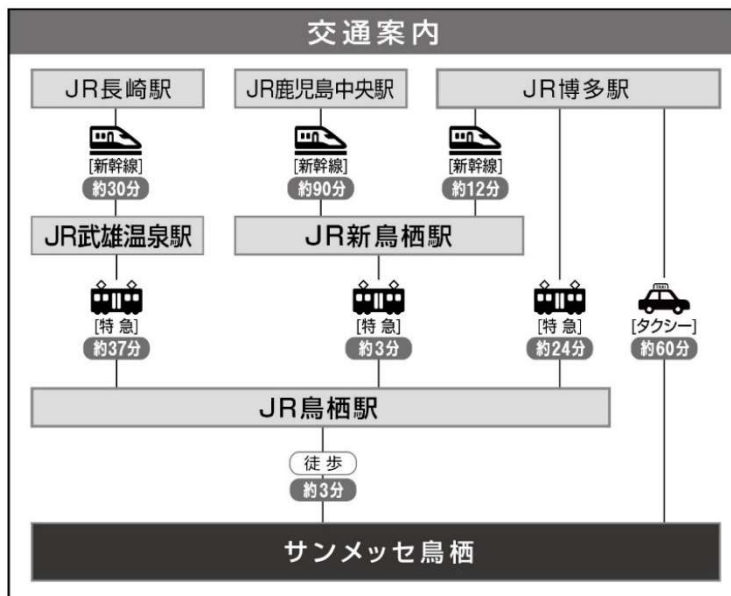 交通案内
JR長崎駅
JR鹿児島中央駅
JR博多駅
[新幹線]
約30分
[新幹線]
約90分
[新幹線]
約12分
JR武雄温泉駅
JR新鳥栖駅
[特急]
約37分
[特急]
約3分
[特急]
約24分
TAXI
[タクシー]
約60分
JR鳥栖駅
徒歩
約3分
サンメッセ鳥栖